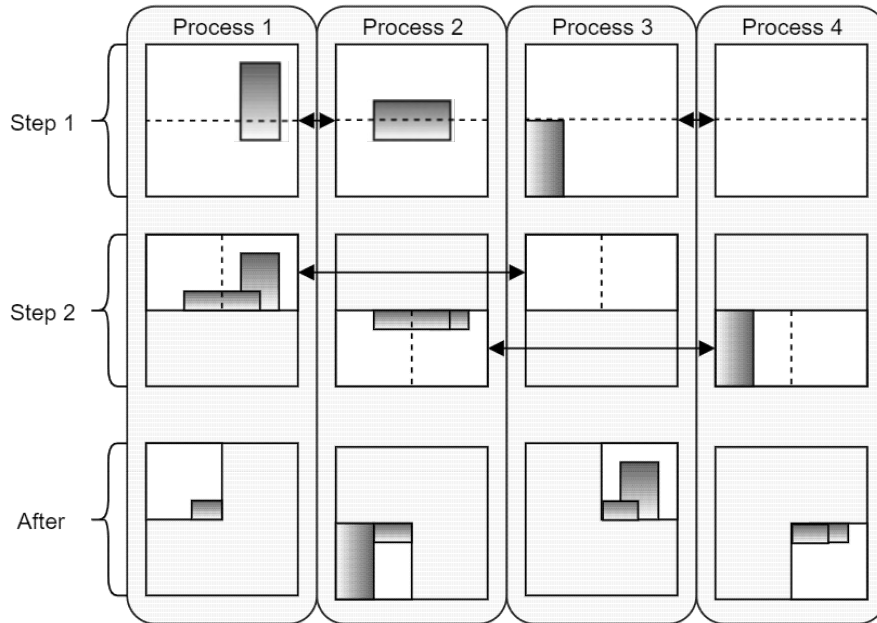 Process 1
Process 2
Process 3
Process 4
Step 1
Step 2
After